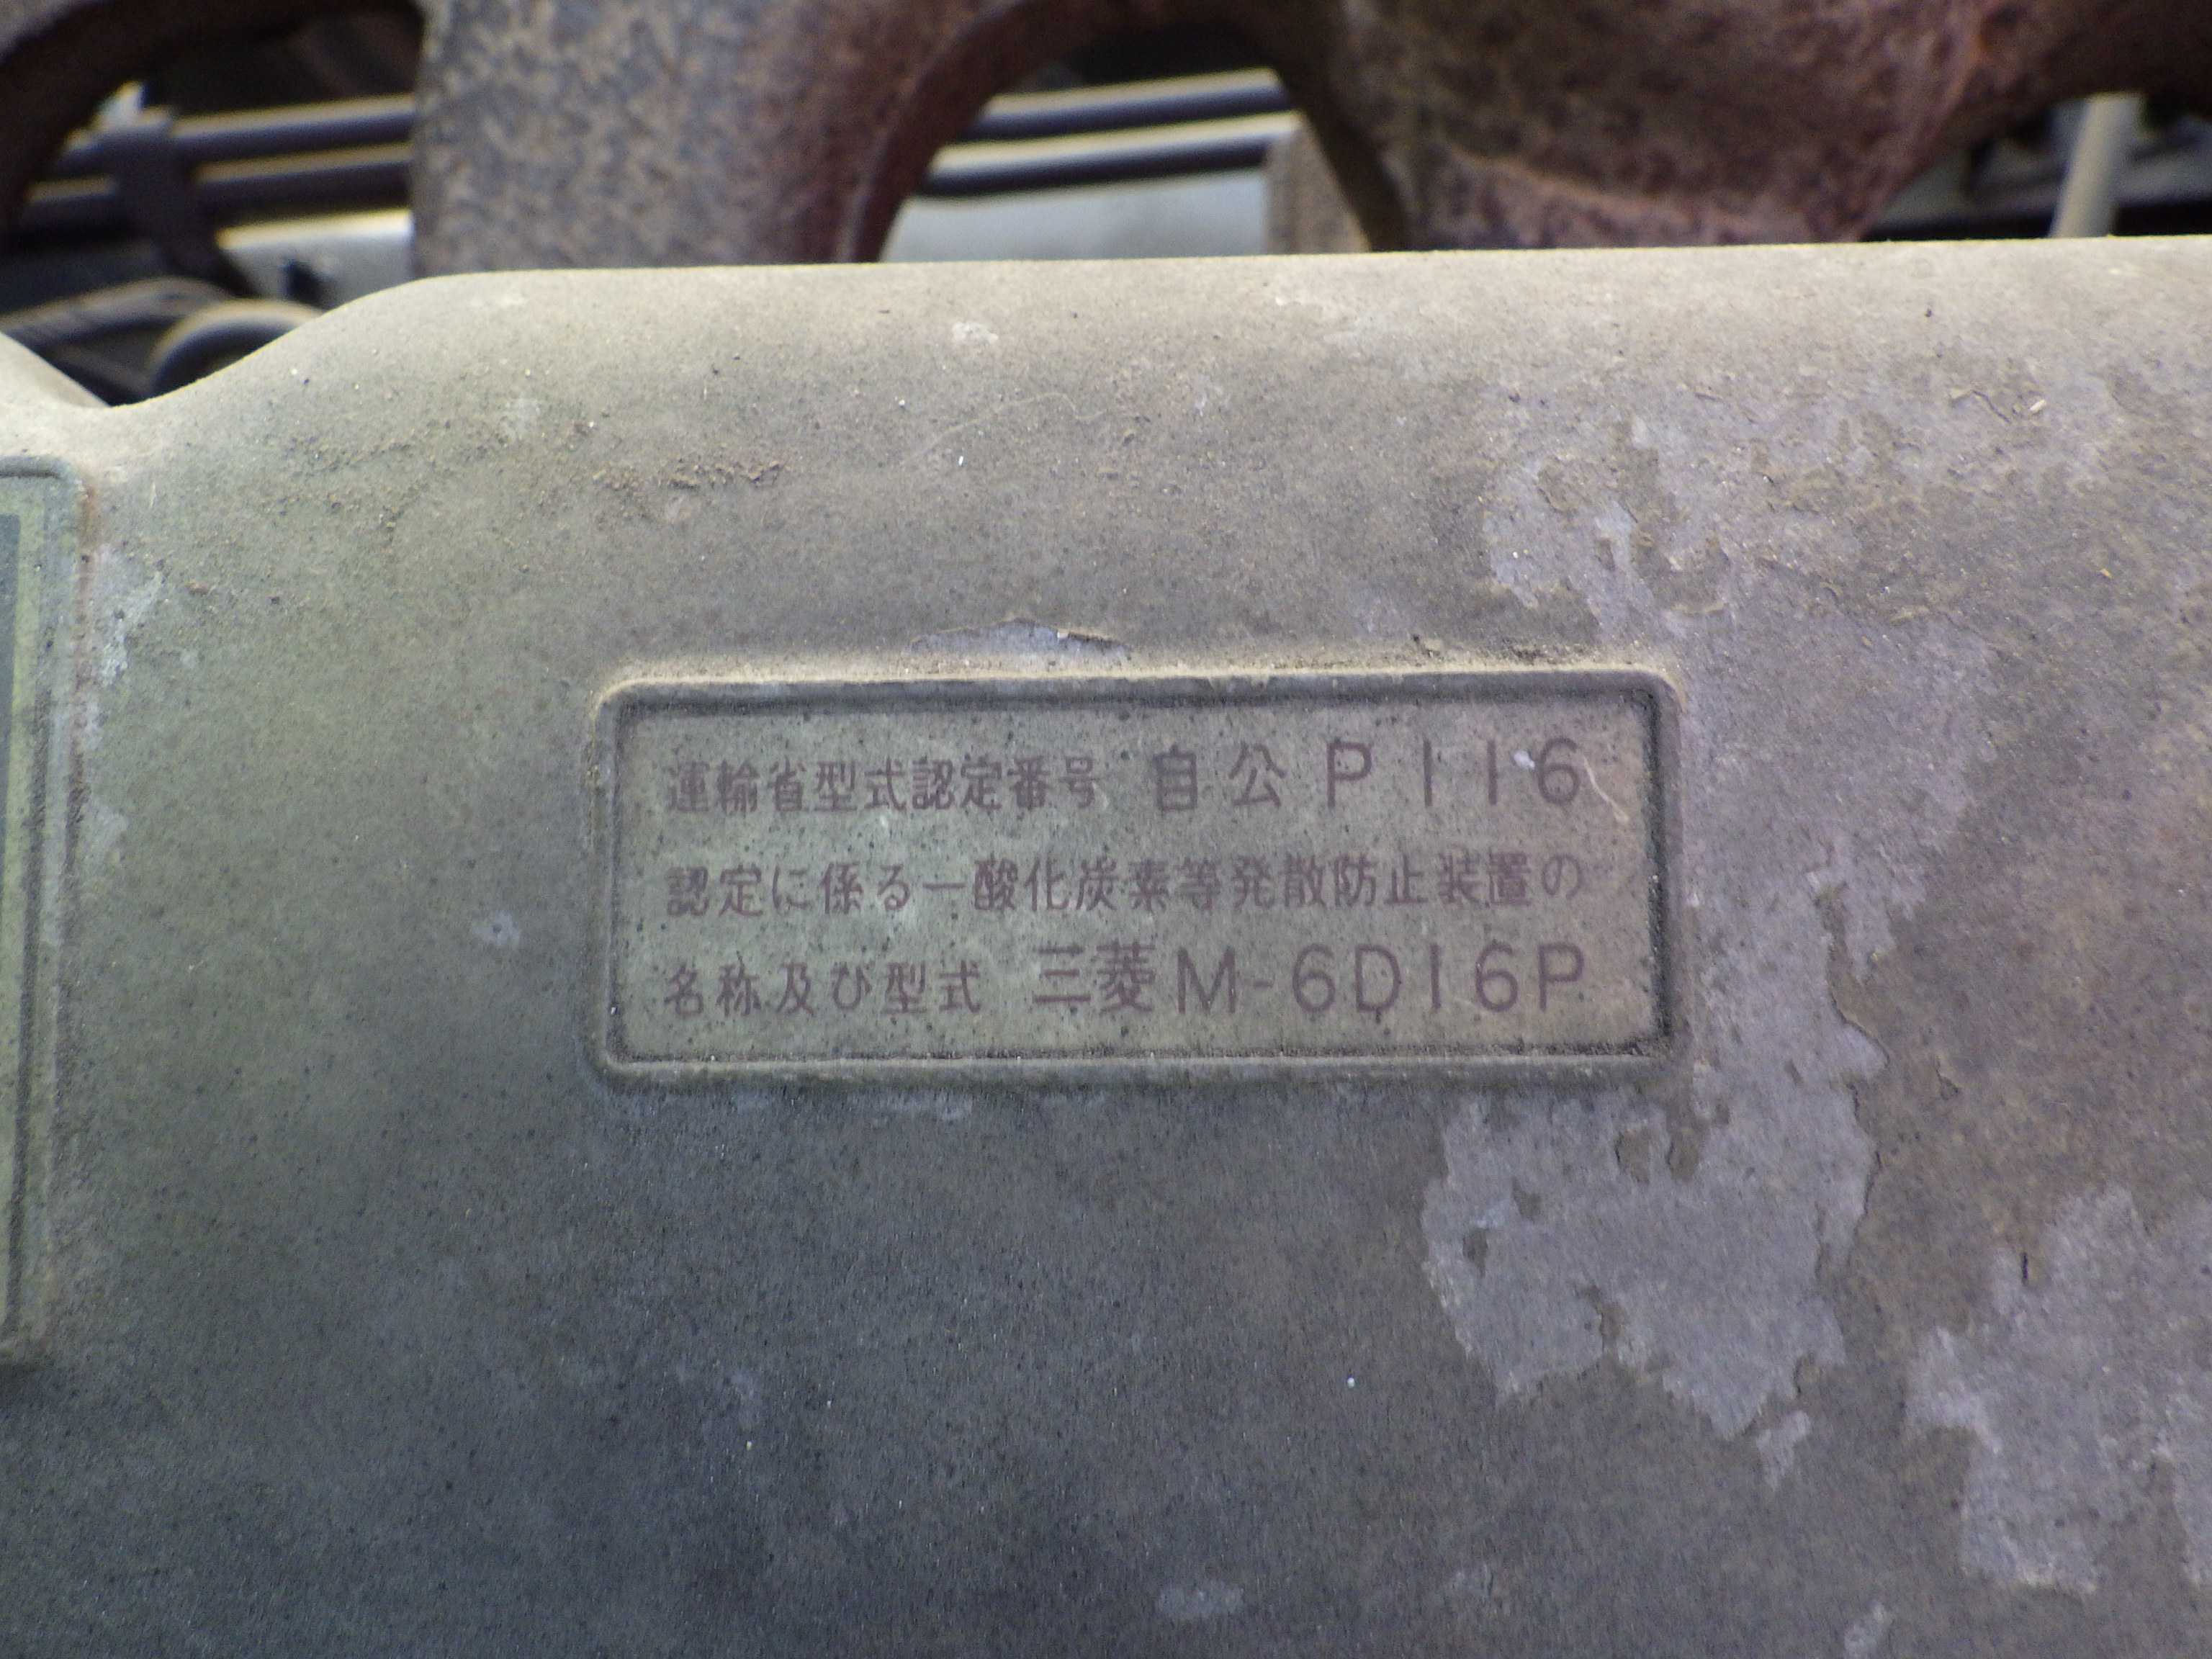 運輸省型式認定番号 自公P116
認定に係る一酸化炭素等発散防止装置の
名称及び型式 三菱M-6D16P